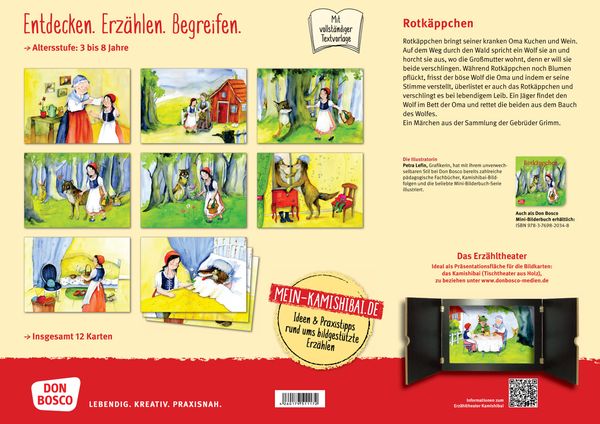 Entdecken. Erzählen. Begreifen.
→ Altersstufe: 3 bis 8 Jahre
Mit
vollständiger
Textvorlage
→ Insgesamt 12 Karten
MEIN-KAMISHIBAI.DE
Ideen & Praxistipps
rund ums bildgestützte
Erzählen
DON
BOSCO
LEBENDIG. KREATIV. PRAXISNAH.
4 260179 511172
Rotkäppchen
Rotkäppchen bringt seiner kranken Oma Kuchen und Wein.
Auf dem Weg durch den Wald spricht ein Wolf sie an und
horcht sie aus, wo die Großmutter wohnt, denn er will sie
beide verschlingen. Während Rotkäppchen noch Blumen
pflückt, frisst der böse Wolf die Oma und indem er seine
Stimme verstellt, überlistet er auch das Rotkäppchen und
verschlingt es bei lebendigem Leib. Ein Jäger findet den
Wolf im Bett der Oma und rettet die beiden aus dem Bauch
des Wolfes.
Ein Märchen aus der Sammlung der Gebrüder Grimm.
Die Illustratorin
Petra Lefin, Grafikerin, hat mit ihrem unverwech-
selbaren Stil bei Don Bosco bereits zahlreiche
pädagogische Fachbücher, Kamishibai-Bild-
folgen und die beliebte Mini-Bilderbuch-Serie
illustriert.
Rotkäppchen
Auch als Don Bosco
Mini-Bilderbuch erhältlich:
ISBN 978-3-7698-2034-8
Das Erzähltheater
Ideal als Präsentationsfläche für die Bildkarten:
das Kamishibai (Tischtheater aus Holz),
zu beziehen unter www.donbosco-medien.de
Informationen zum
Erzähltheater Kamishibai